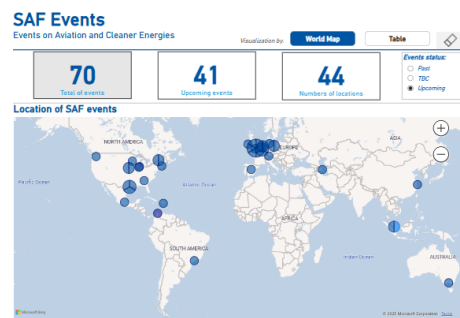 SAF Events
Events on Aviation and Cleaner Energies
Visualization by:
World Map
Table
70
Total of events
41
Upcoming events
44
Numbers of locations
Events status:
Past
TBC
Upcoming
Location of SAF events
NORTH AMERICA
EUROPE
ASIA
Pacific Ocean
Atlantic Ocean
AFRICA
SOUTH AMERICA
Indian Ocean
AUSTRALIA
Microsoft Bing
© 2025 Microsoft Corporation Terms